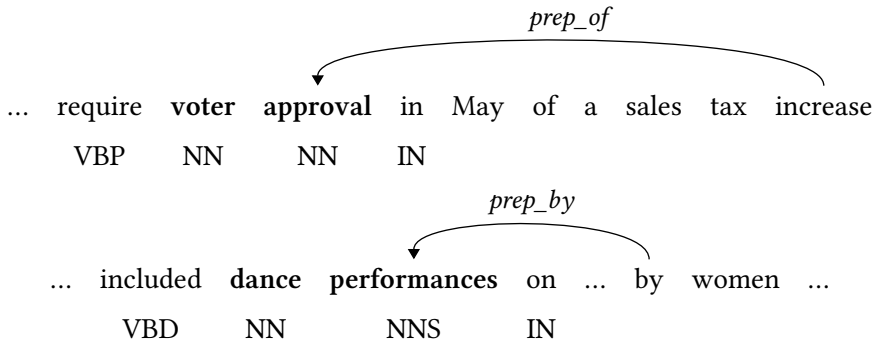 prep_of
... require voter approval in May of a sales tax increase
VBP NN NN IN
prep_by
... included dance performances on ... by women ...
VBD NN NNS IN